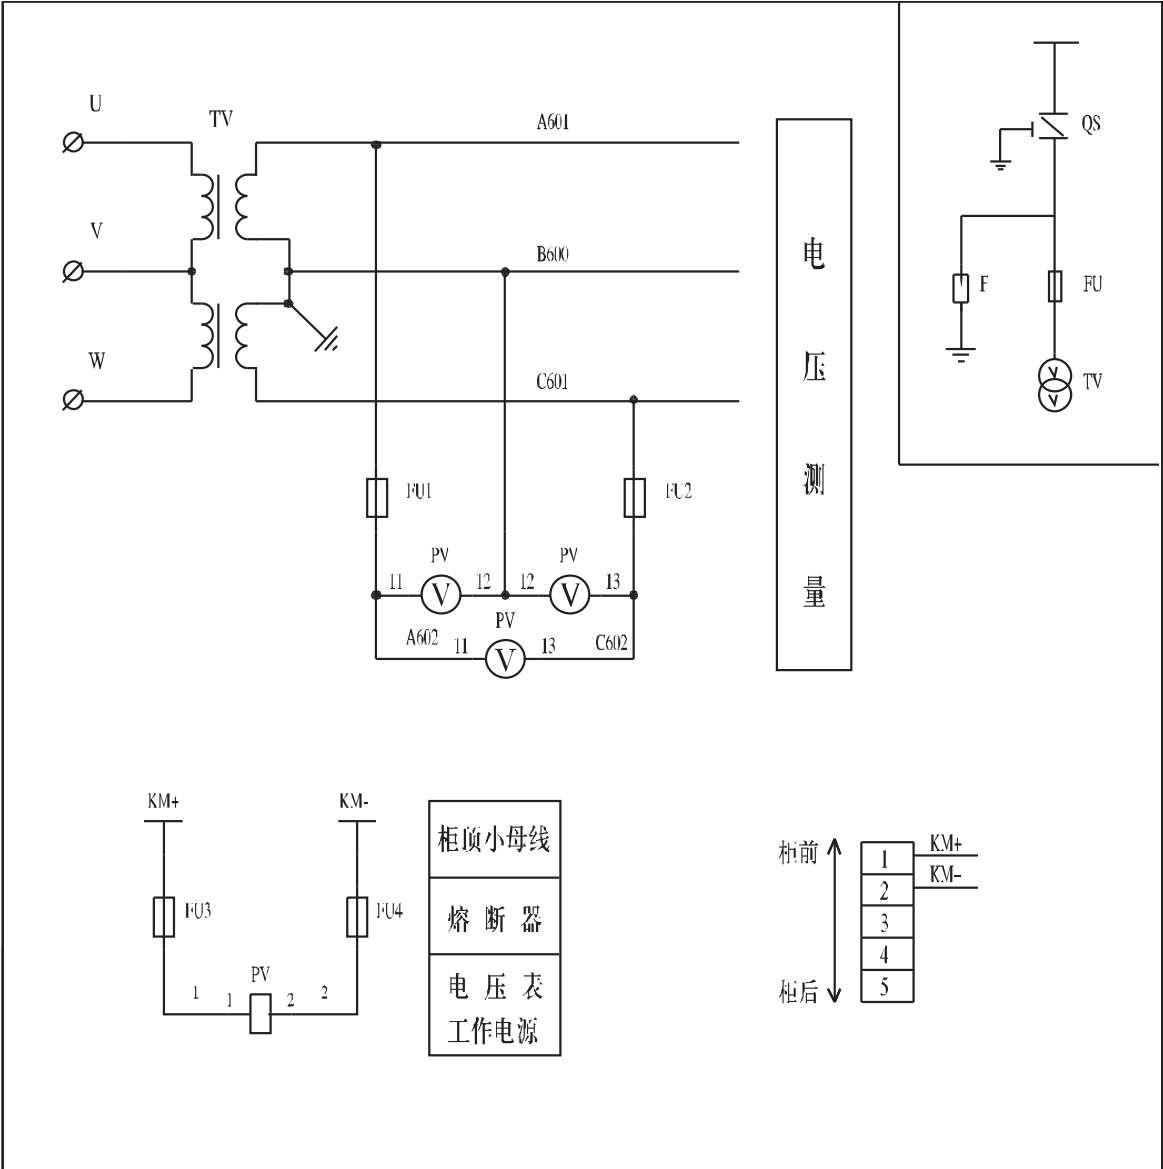 U
TV
A601
V
B600
W
C601
FU1
FU2
PV
PV
11
V
12
12
V
13
PV
A602
11
V
13
C602
电
压
测
量
QS
F
FU
TV
KM+
KM-
FU3
FU4
PV
1
1
2
2
柜顶小母线
熔断器
电压表
工作电源
柜前
柜后
1
2
3
4
5
KM+
KM-